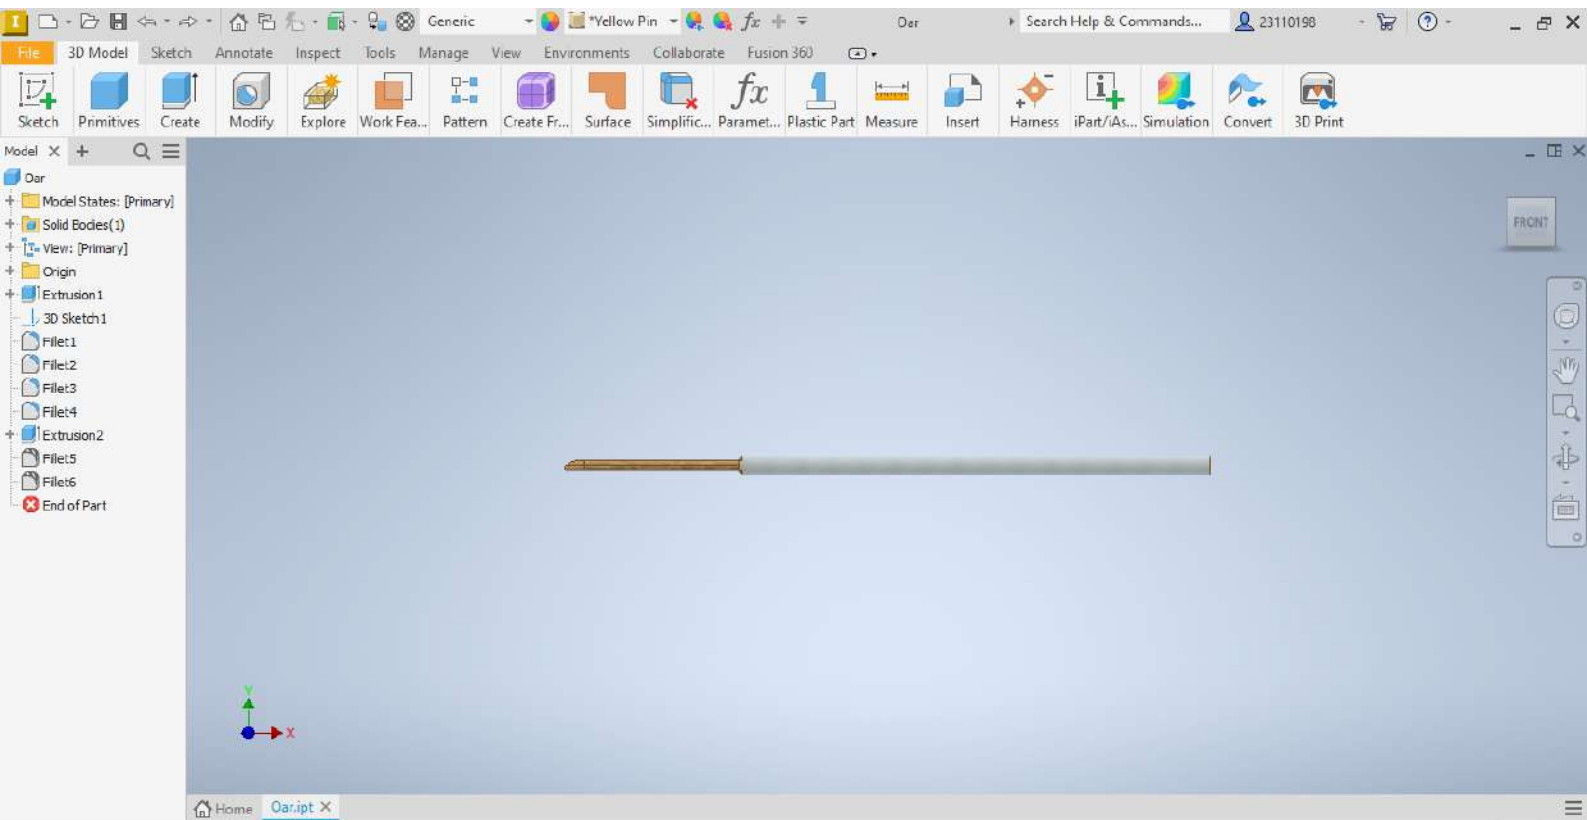 I Generic *Yellow Pin fx Oar Search Help & Commands... 23110198
File 3D Model Sketch Annotate Inspect Tools Manage View Environments Collaborate Fusion 360
fx
Sketch Primitives Create Modify Explore Work Fea... Pattern Create Fr... Surface Simplific... Paramet... Plastic Part Measure Insert Harness iPart/iAs... Simulation Convert 3D Print
Model
Oar
Model States: [Primary]
Solid Bodies(1)
View: [Primary]
Origin
Extrusion1
3D Sketch1
Fillet1
Fillet2
Fillet3
Fillet4
Extrusion2
Fillet5
Fillet6
End of Part
FRONT
Y
X
Home Oar.ipt